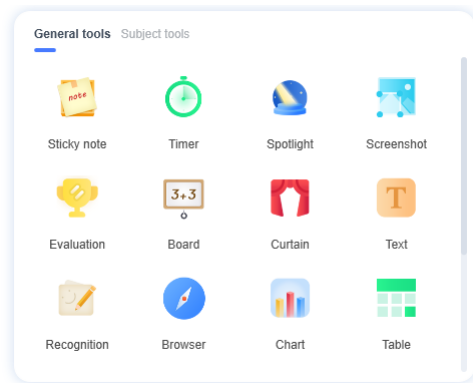 General tools Subject tools
note
Sticky note Timer Spotlight Screenshot
3+3 T
Evaluation Board Curtain Text
Recognition Browser Chart Table